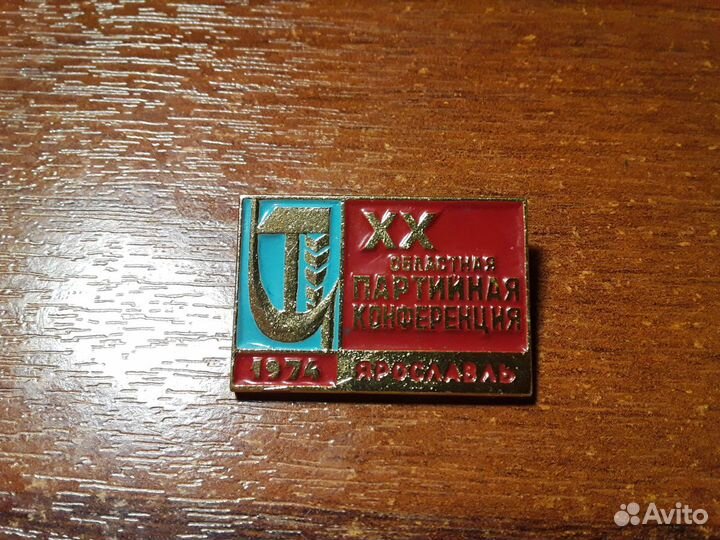 XX
ОБЛАСТНАЯ
ПАРТИЙНАЯ
КОНФЕРЕНЦИЯ
1974 ЯРОСЛАВЛЬ
Avito